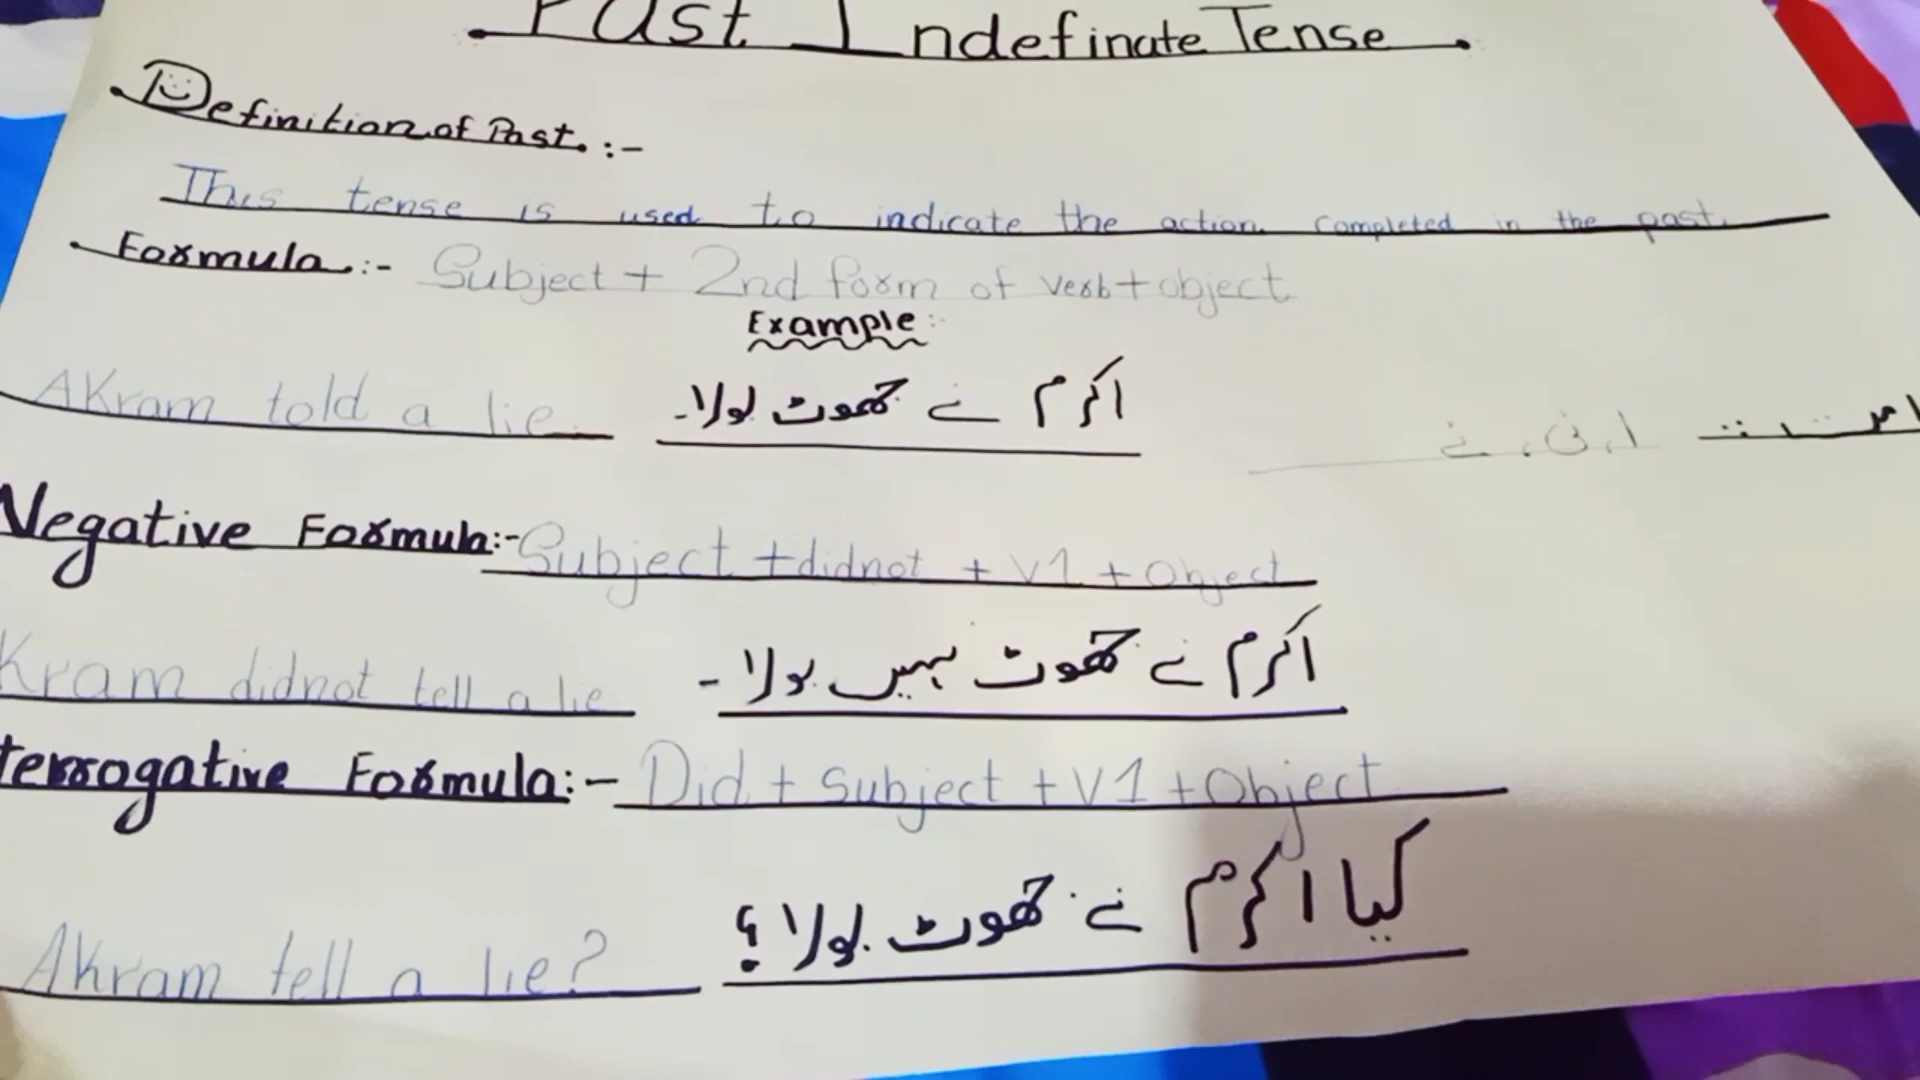 Past Indefinate Tense
Definition of Past :-
This tense is used to indicate the action completed in the past.
Formula :- Subject + 2nd form of verb + object
Example :
AKram told a lie. اکرم نے جھوٹ بولا۔
Negative Formula:- Subject + didnot + V1 + Object
Kram didnot tell a lie اکرم نے جھوٹ نہیں بولا۔
terrogative Formula:- Did + Subject + V1 + Object
Akram tell a lie? کیا اکرم نے جھوٹ بولا؟